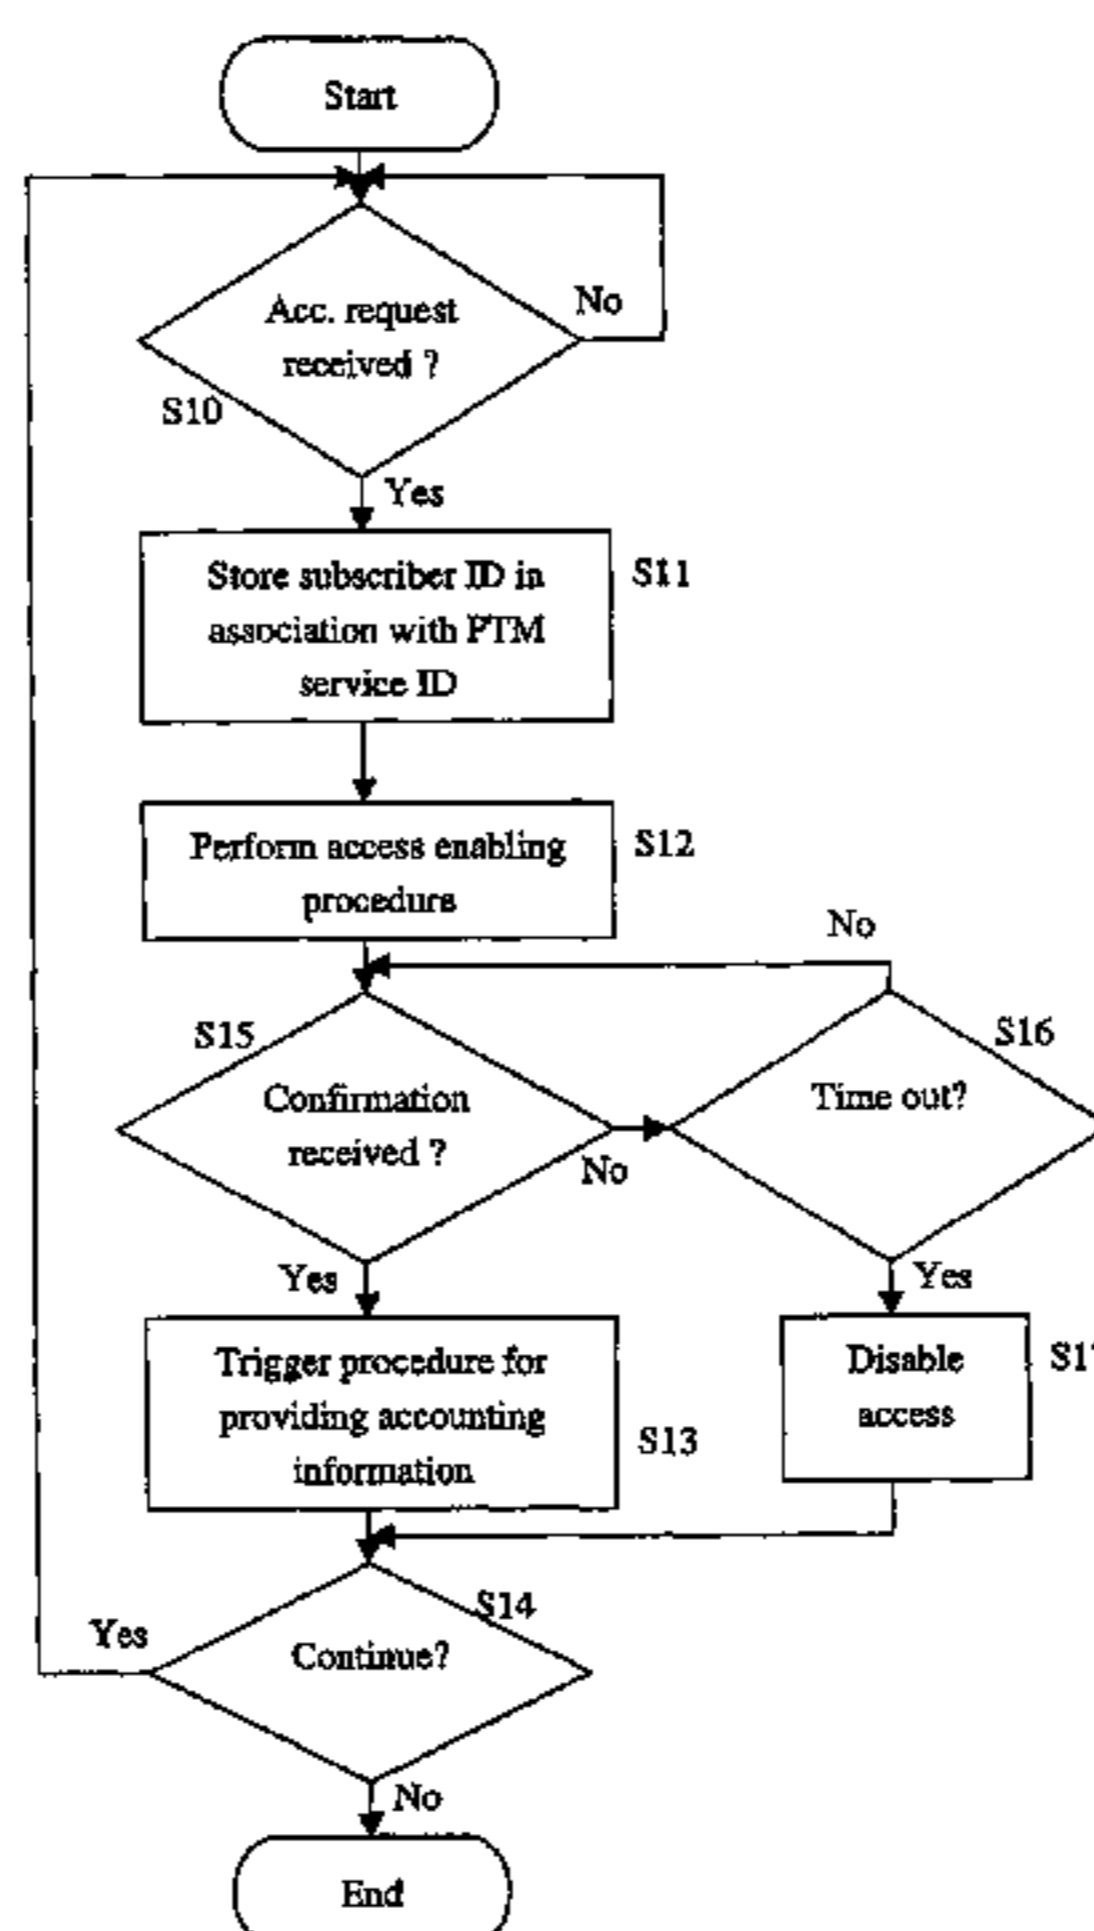 Start
Acc. request
received ?
No
S10
Yes
Store subscriber ID in
association with PTM
service ID
S11
Perform access enabling
procedure
S12
No
S15
S16
Confirmation
received ?
Time out?
No
Yes
Yes
Trigger procedure for
providing accounting
information
S13
Disable
access
S14
Continue?
Yes
No
End